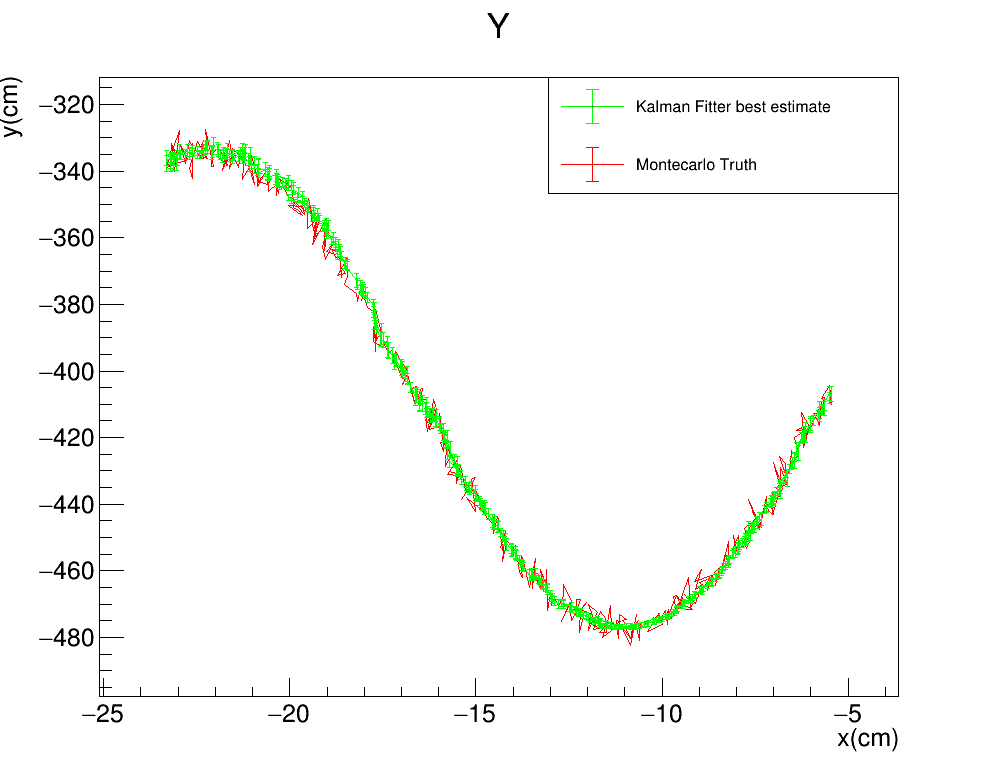 Y
y(cm)
Kalman Fitter best estimate
Montecarlo Truth
−320
−340
−360
−380
−400
−420
−440
−460
−480
−25 −20 −15 −10 −5
x(cm)